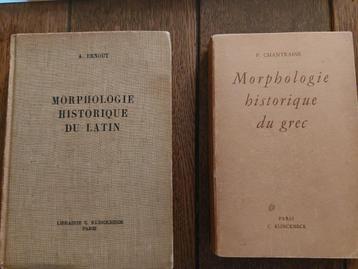 A. ERNOUT
MORPHOLOGIE
HISTORIQUE
DU LATIN
LIBRAIRIE C. KLINCKSIECK
PARIS
P. CHANTRAINE
Morphologie
historique
du grec
PARIS
C. KLINCKSIECK